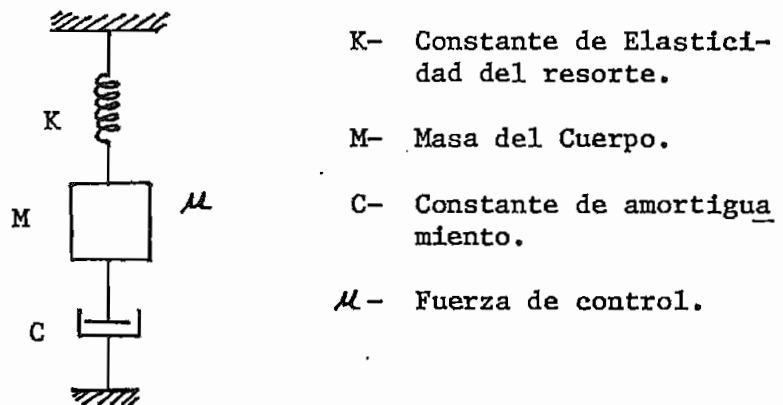 K
M
μ
C
K- Constante de Elastici-
dad del resorte.
M- Masa del Cuerpo.
C- Constante de amortigua
miento.
μ- Fuerza de control.